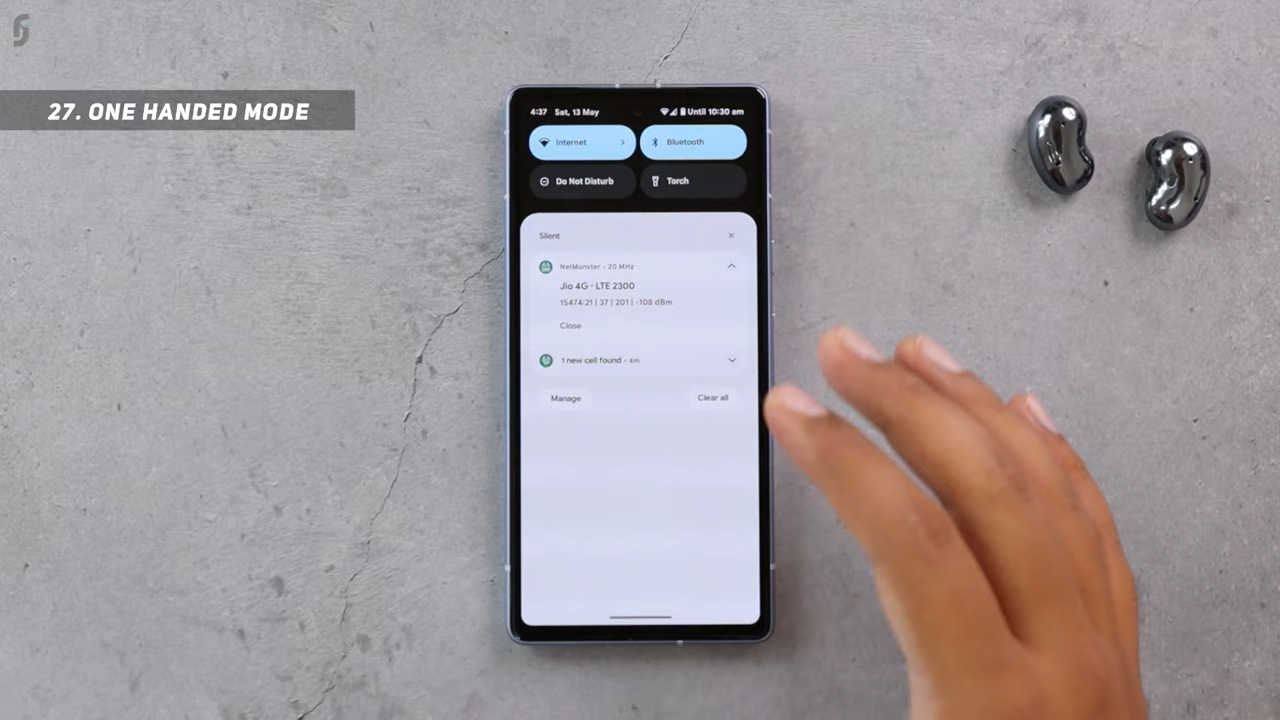 27. ONE HANDED MODE
4:37 Sat, 13 May Until 10:30 am
Internet Bluetooth
Do Not Disturb Torch
Silent
NetMonster • 20 MHz
Jio 4G - LTE 2300
15474:21 | 37 | 201 | -108 dBm
Close
1 new cell found • 4m
Manage Clear all